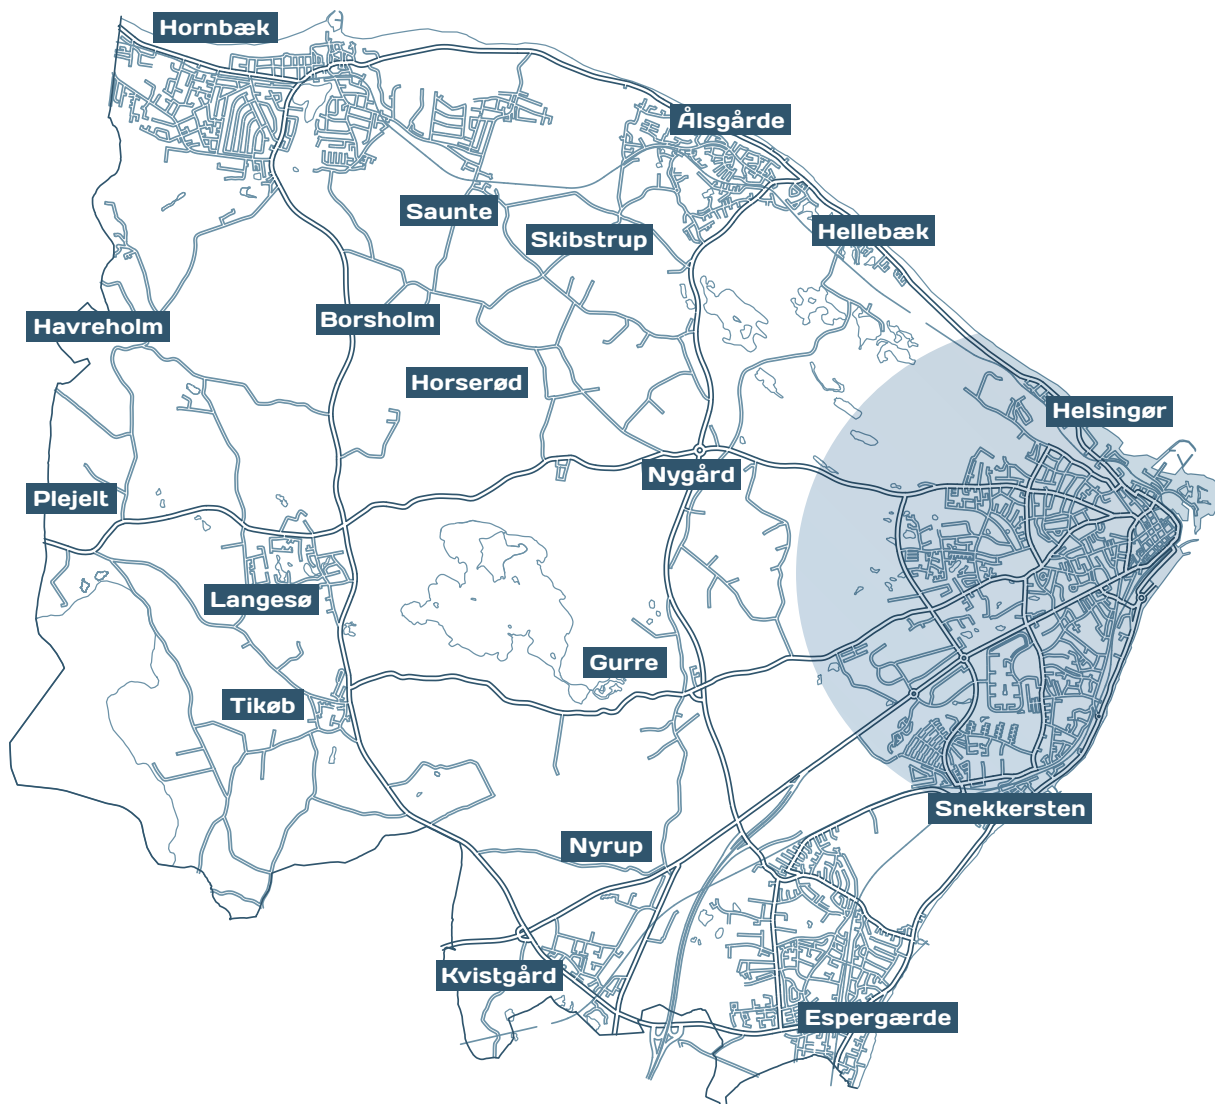 Hornbæk
Ålsgårde
Saunte
Skibstrup
Hellebæk
Havreholm
Borsholm
Horserød
Helsingør
Nygård
Plejelt
Langesø
Gurre
Tikøb
Snekkersten
Nyrup
Kvistgård
Espergærde